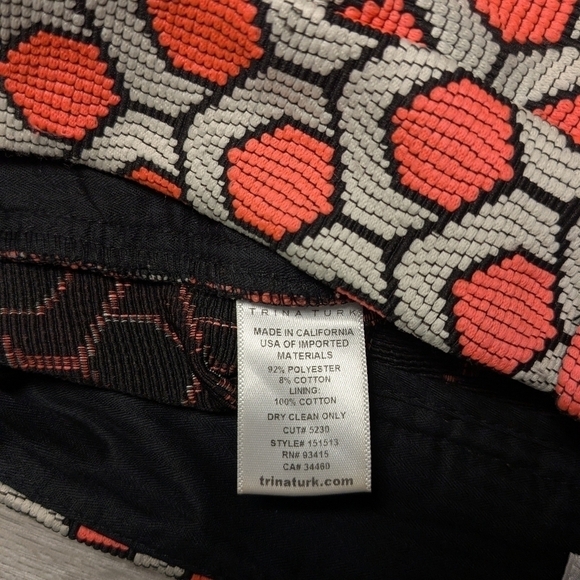 TRINA TURK
MADE IN CALIFORNIA
USA OF IMPORTED
MATERIALS
92% POLYESTER
8% COTTON
LINING:
100% COTTON
DRY CLEAN ONLY
CUT# 5230
STYLE# 151513
RN# 93415
CA# 34460
trinaturk.com